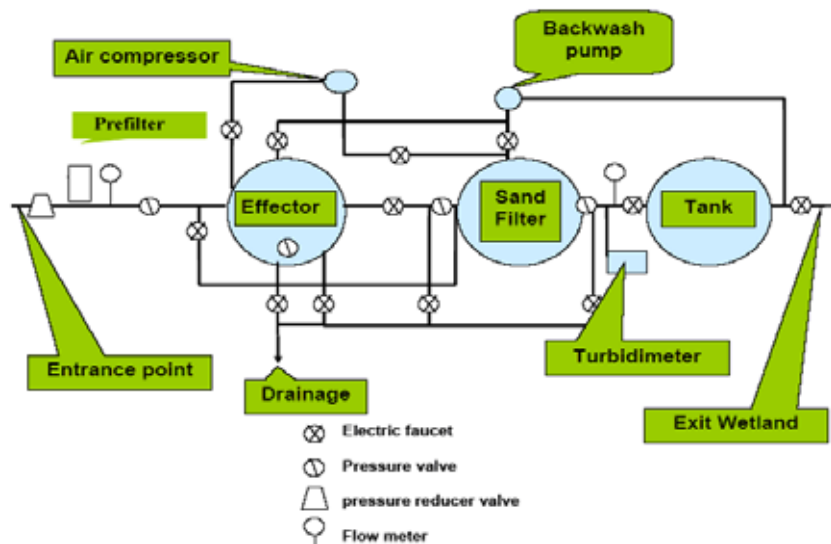 Backwash
pump
Air compressor
Prefilter
Effector
Sand
Filter
Tank
Entrance point
Drainage
Turbidimeter
Exit Wetland
Electric faucet
Pressure valve
pressure reducer valve
Flow meter